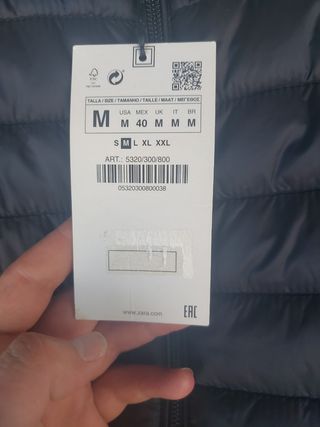 FSC
TALLA / SIZE / TAMANHO / TAILLE / MAAT / ΜΕΓΕΘΟΣ
M
USA MEX UK IT BR
M 40 M M M
S M L XL XXL
ART.: 5320/300/800
05320300800038
www.zara.com
EAC